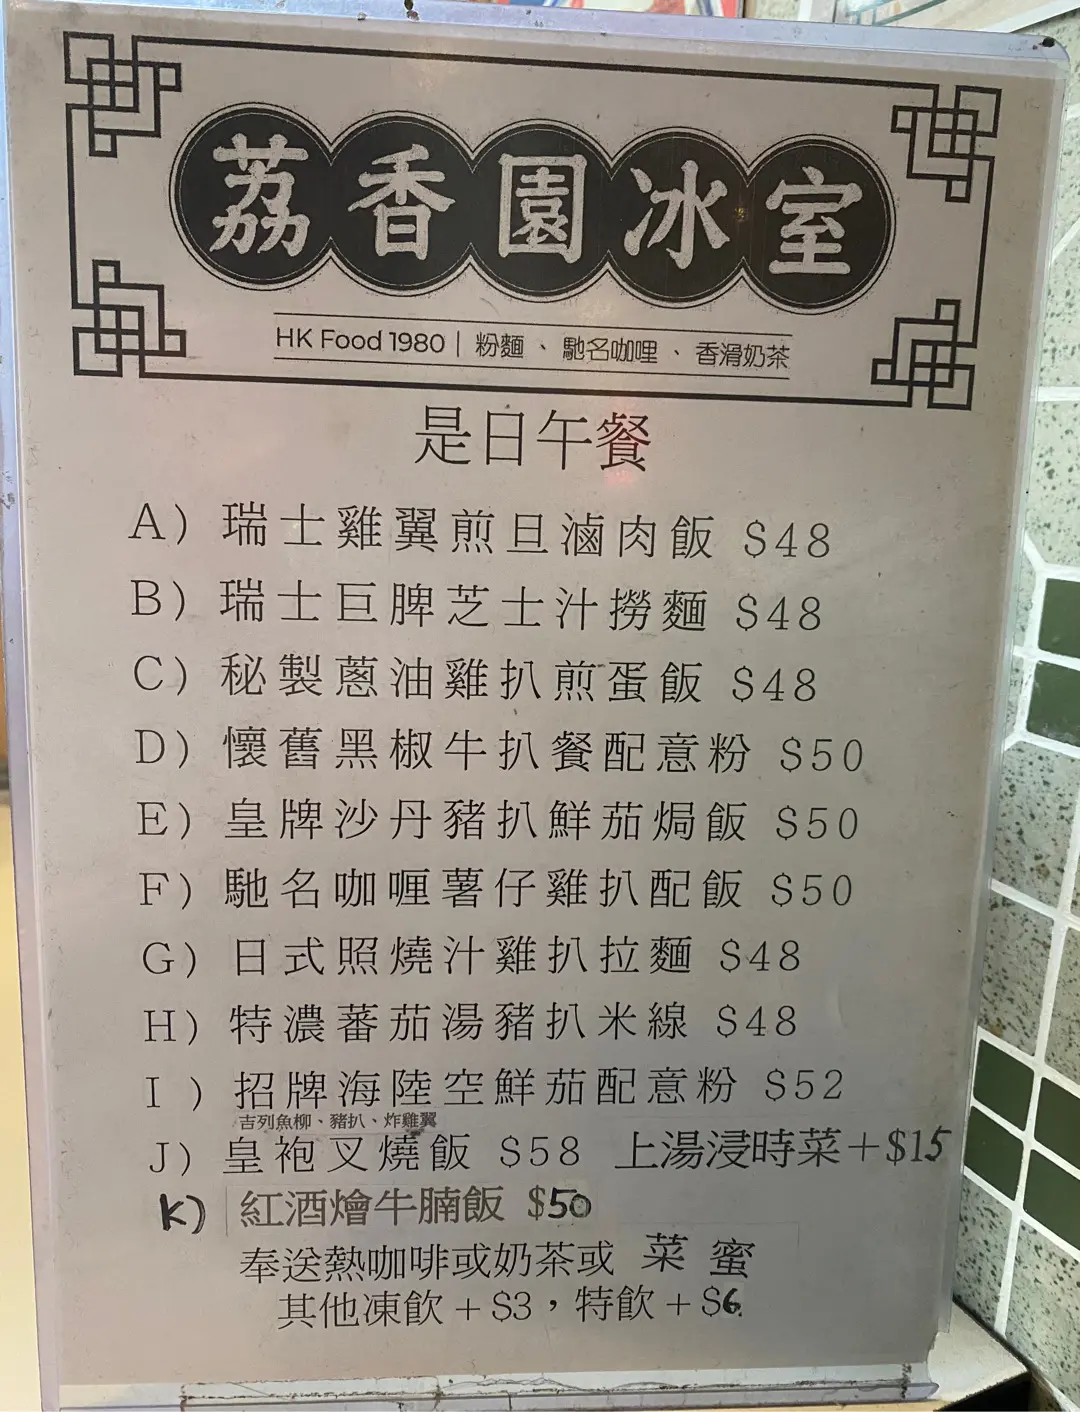 荔香園冰室
HK Food 1980 | 粉麵、馳名咖哩、香滑奶茶
是日午餐
A) 瑞士雞翼煎旦滷肉飯 $48
B) 瑞士巨脾芝士汁撈麵 $48
C) 秘製蔥油雞扒煎蛋飯 $48
D) 懷舊黑椒牛扒餐配意粉 $50
E) 皇牌沙丹豬扒鮮茄焗飯 $50
F) 馳名咖喱薯仔雞扒配飯 $50
G) 日式照燒汁雞扒拉麵 $48
H) 特濃蕃茄湯豬扒米線 $48
I) 招牌海陸空鮮茄配意粉 $52
吉列魚柳、豬扒、炸雞翼
J) 皇袍叉燒飯 $58 上湯浸時菜+$15
K) 紅酒燴牛腩飯 $50
奉送熱咖啡或奶茶或 菜蜜
其他凍飲+$3，特飲+$6